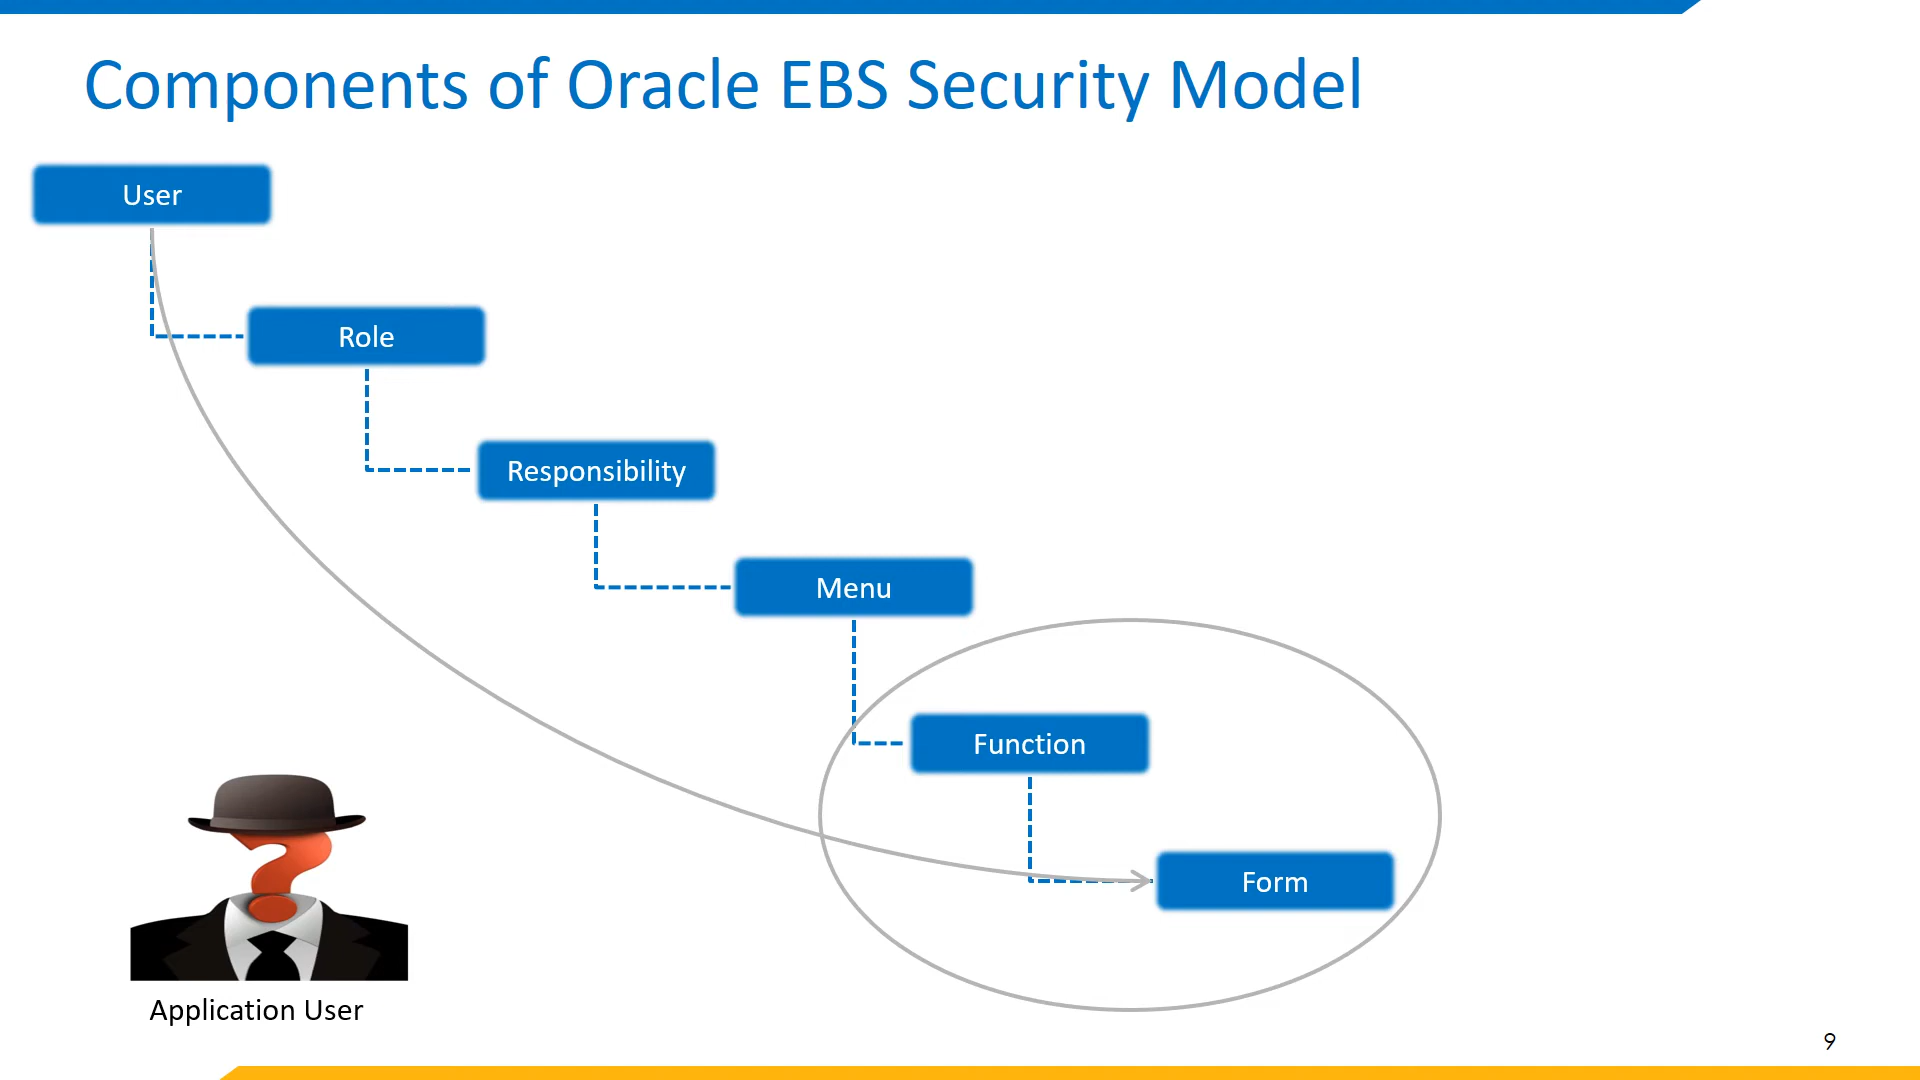 Components of Oracle EBS Security Model
User
Role
Responsibility
Menu
Function
Form
Application User
9